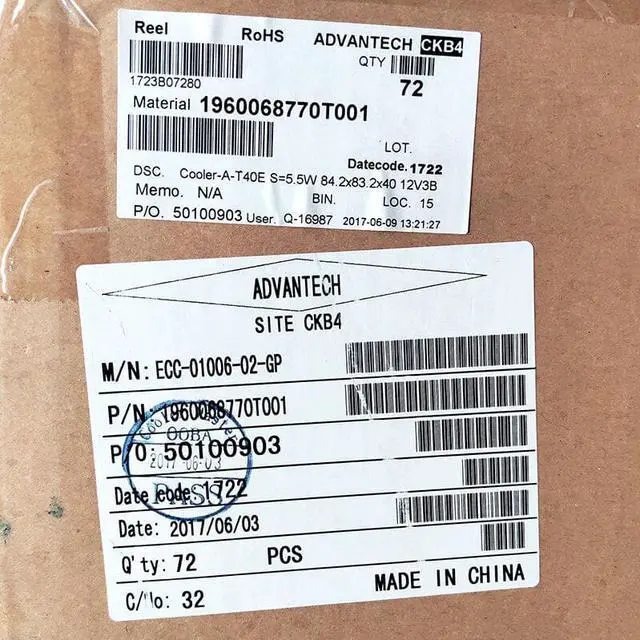 Reel RoHS ADVANTECH CKB4
QTY
1723B07280 72
Material 1960068770T001
LOT.
Datecode. 1722
DSC. Cooler-A-T40E S=5.5W 84.2x83.2x40 12V3B
Memo. N/A BIN. LOC. 15
P/O. 50100903 User. Q-16987 2017-06-09 13:21:27
ADVANTECH
SITE CKB4
M/N: ECC-01006-02-GP
P/N: 1960068770T001
Cooler Master
OOBA
P/O: 50100903
2017-06-03
Date code: 1722
PASS
Date: 2017/06/03
Q'ty: 72 PCS
C/No: 32 MADE IN CHINA